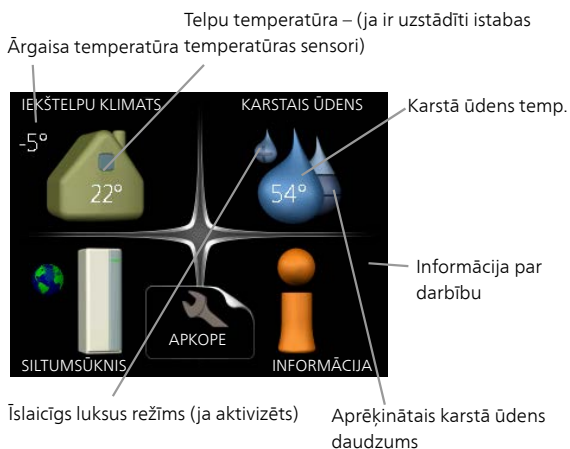 Telpu temperatūra – (ja ir uzstādīti istabas
Ārgaisa temperatūra temperatūras sensori)
IEKŠTELPU KLIMATS
KARSTAIS ŪDENS
Karstā ūdens temp.
-5°
22°
54°
Informācija par
darbību
APKOPE
SILTUMSŪKNIS
INFORMĀCIJA
Īslaicīgs luksus režīms (ja aktivizēts)
Aprēķinātais karstā ūdens
daudzums